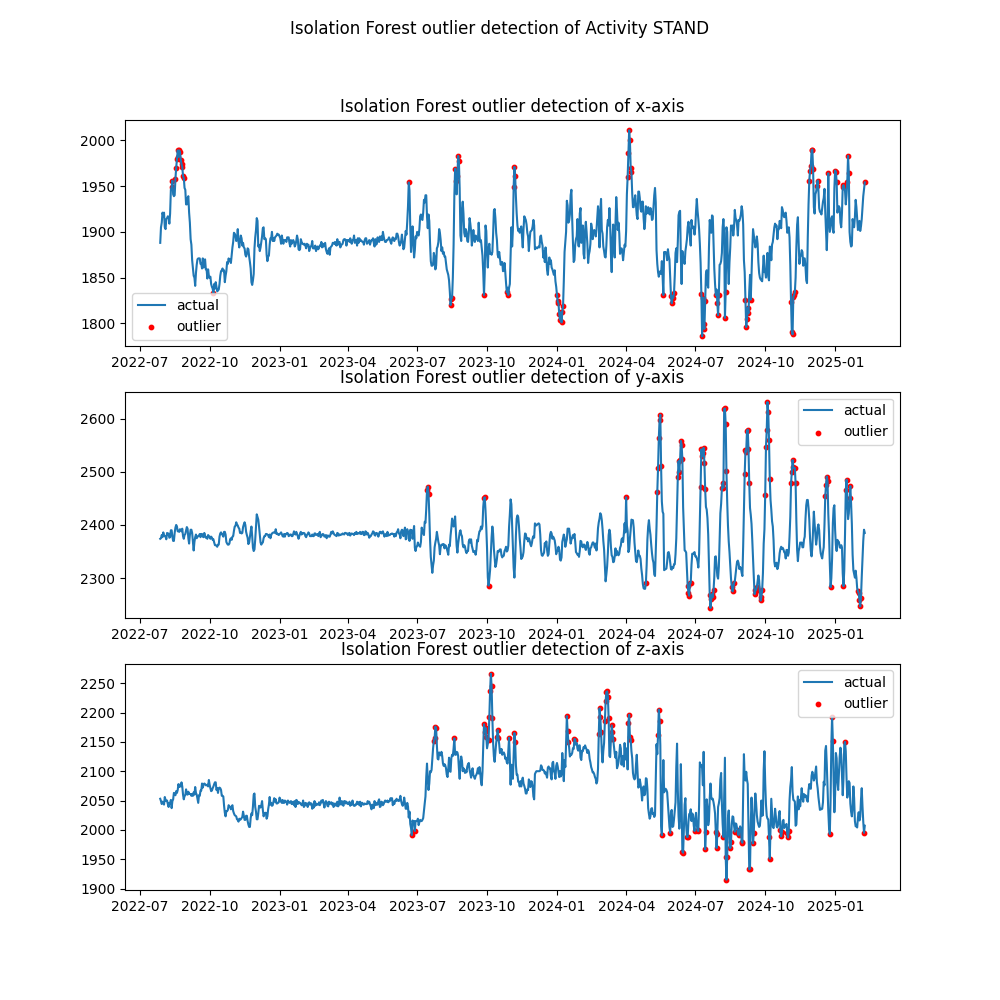 Isolation Forest outlier detection of Activity STAND
Isolation Forest outlier detection of x-axis
2000
1950
1900
1850
1800
actual
outlier
2022-07 2022-10 2023-01 2023-04 2023-07 2023-10 2024-01 2024-04 2024-07 2024-10 2025-01
Isolation Forest outlier detection of y-axis
2600
2500
2400
2300
actual
outlier
2022-07 2022-10 2023-01 2023-04 2023-07 2023-10 2024-01 2024-04 2024-07 2024-10 2025-01
Isolation Forest outlier detection of z-axis
2250
2200
2150
2100
2050
2000
1950
1900
actual
outlier
2022-07 2022-10 2023-01 2023-04 2023-07 2023-10 2024-01 2024-04 2024-07 2024-10 2025-01